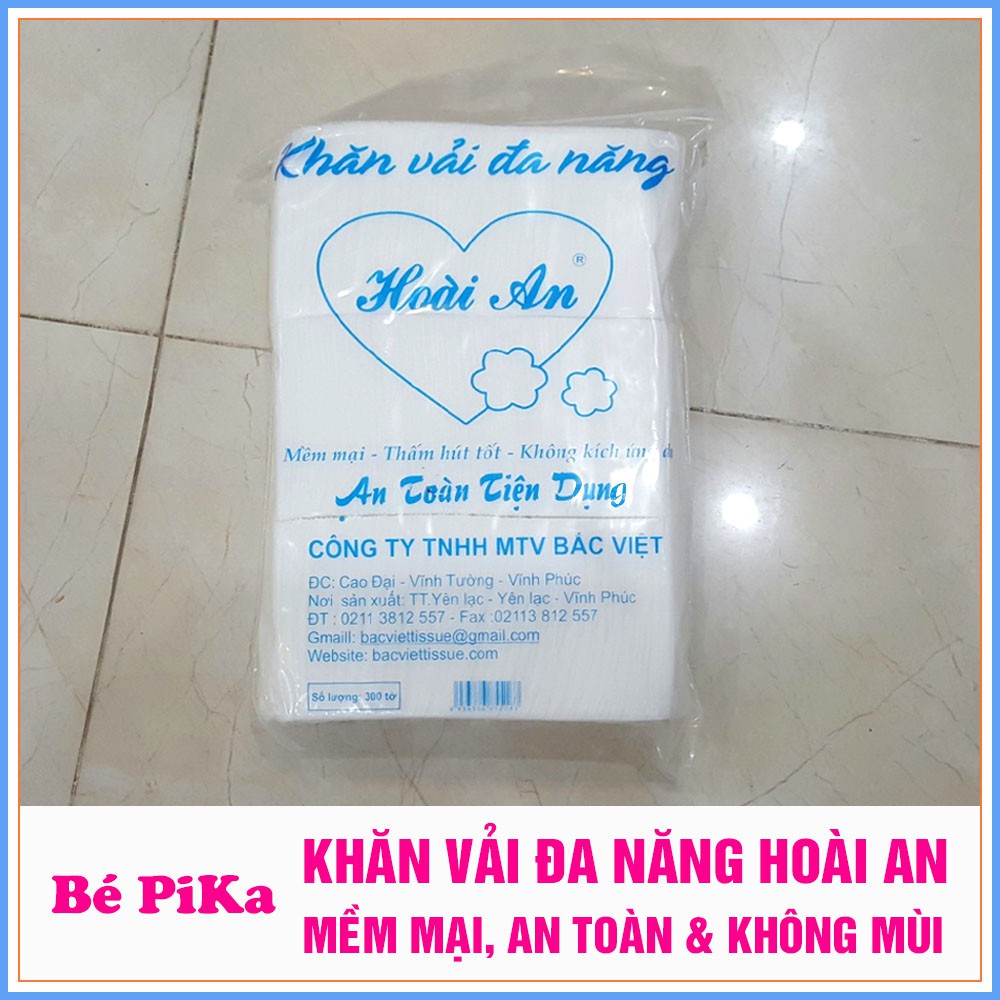 Khăn vải đa năng
Hoài An ®
Mềm mại - Thấm hút tốt - Không kích ứng da
An Toàn Tiện Dụng
CÔNG TY TNHH MTV BẮC VIỆT
ĐC: Cao Đại - Vĩnh Tường - Vĩnh Phúc
Nơi sản xuất: TT.Yên lạc - Yên lạc - Vĩnh Phúc
ĐT : 0211 3812 557 - Fax :02113 812 557
Gmaill: bacviettissue@gmail.com
Website: bacviettissue.com
Số lượng: 300 tờ
Bé PiKa
KHĂN VẢI ĐA NĂNG HOÀI AN
MỀM MẠI, AN TOÀN & KHÔNG MÙI